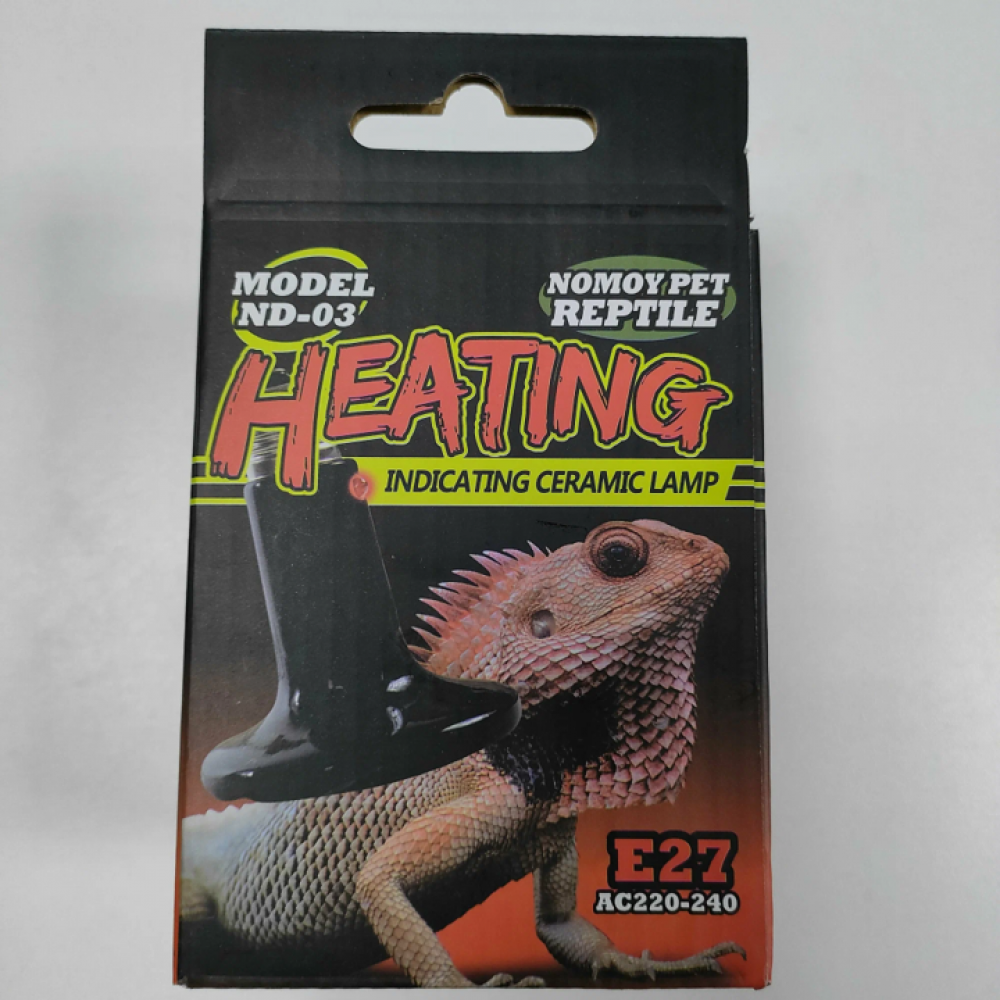 MODEL
ND-03
NOMOY PET
REPTILE
HEATING
INDICATING CERAMIC LAMP
E27
AC220-240